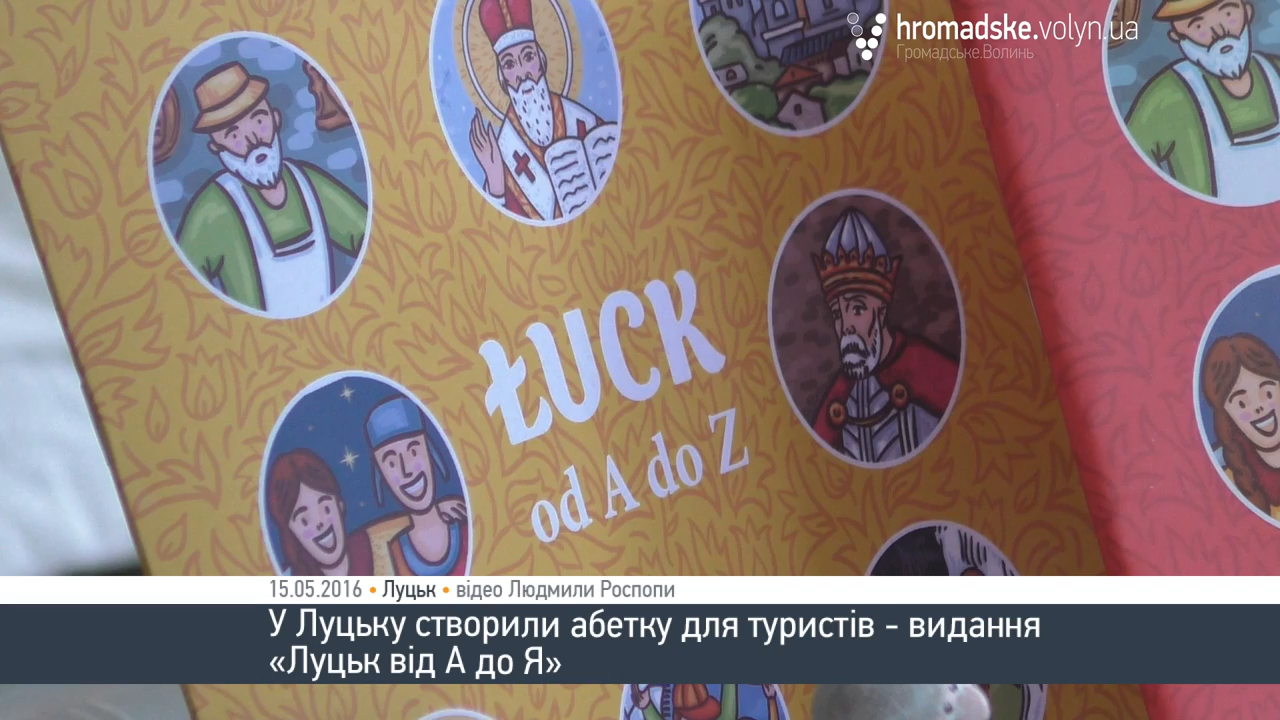 hromadske.volyn.ua
Громадське.Волинь
ŁUCK
od A do Z
15.05.2016 • Луцьк • відео Людмили Роспопи
У Луцьку створили абетку для туристів - видання
«Луцьк від А до Я»